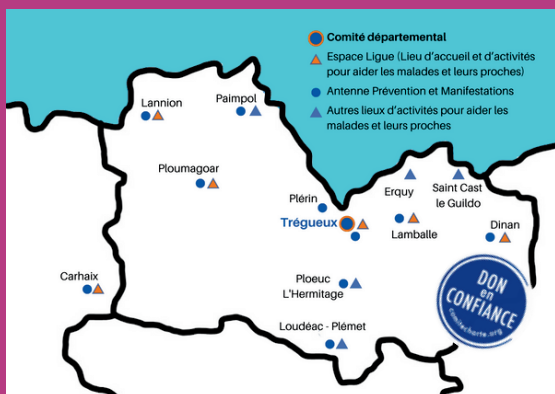 Comité départemental
Espace Ligue (Lieu d'accueil et d'activités
pour aider les malades et leurs proches)
Antenne Prévention et Manifestations
Autres lieux d'activités pour aider les
malades et leurs proches
Lannion
Paimpol
Ploumagoar
Plérin
Trégueux
Erquy
Saint Cast
le Guildo
Lamballe
Dinan
Carhaix
Ploeuc
L'Hermitage
Loudéac - Plémet
DON
en
CONFIANCE
comitecharte.org